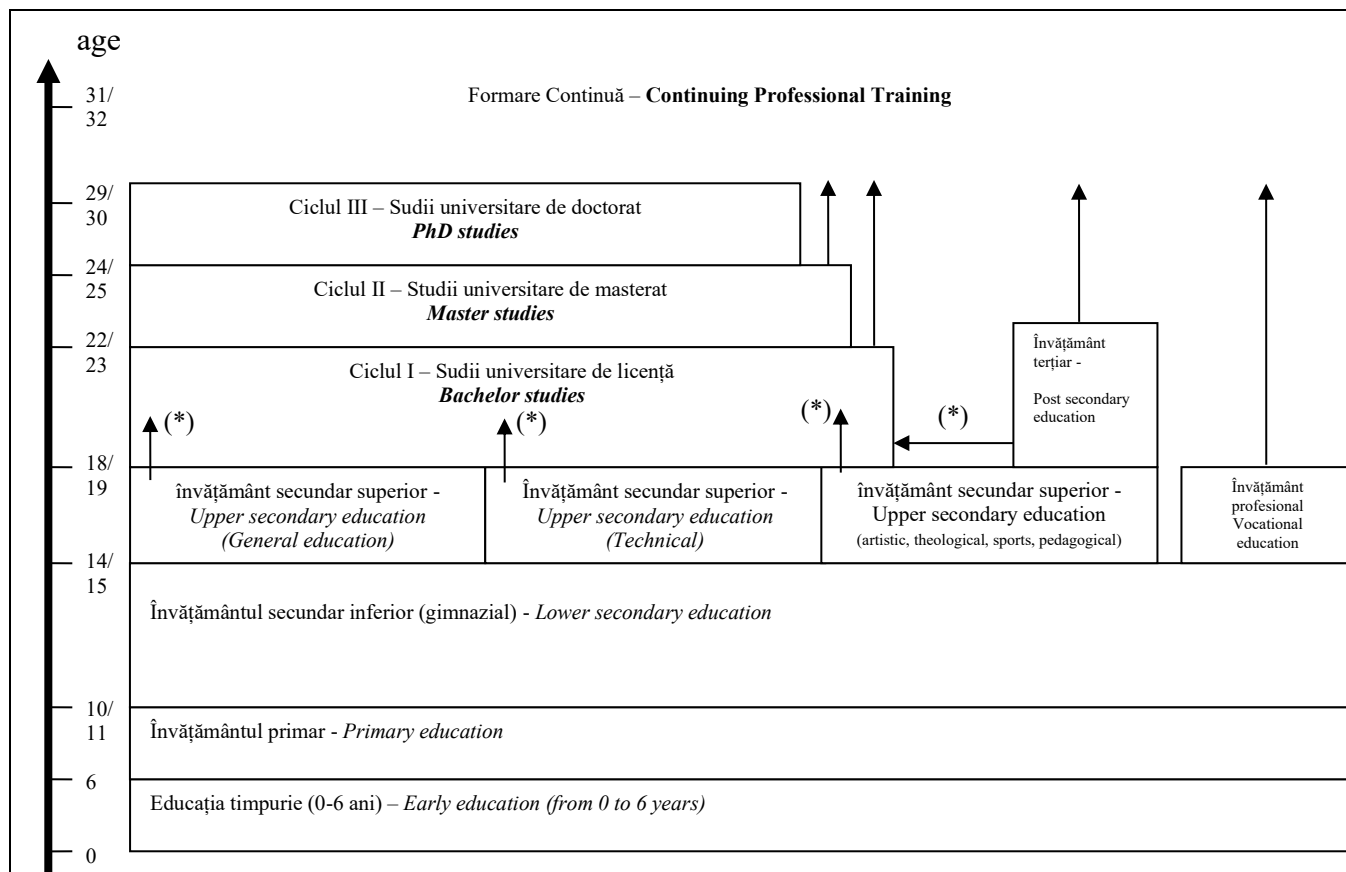 age
31/
32
Formare Continuă – Continuing Professional Training
29/
30
Ciclul III – Sudii universitare de doctorat
PhD studies
24/
25
Ciclul II – Studii universitare de masterat
Master studies
22/
23
Ciclul I – Sudii universitare de licență
Bachelor studies
Învățământ
terțiar -
Post secondary
education
(*)
(*)
(*)
(*)
18/
19
învățământ secundar superior -
Upper secondary education
(General education)
Învățământ secundar superior -
Upper secondary education
(Technical)
învățământ secundar superior -
Upper secondary education
(artistic, theological, sports, pedagogical)
Învățământ
profesional
Vocational
education
14/
15
Învățământul secundar inferior (gimnazial) - Lower secondary education
10/
11
Învățământul primar - Primary education
6
Educația timpurie (0-6 ani) – Early education (from 0 to 6 years)
0